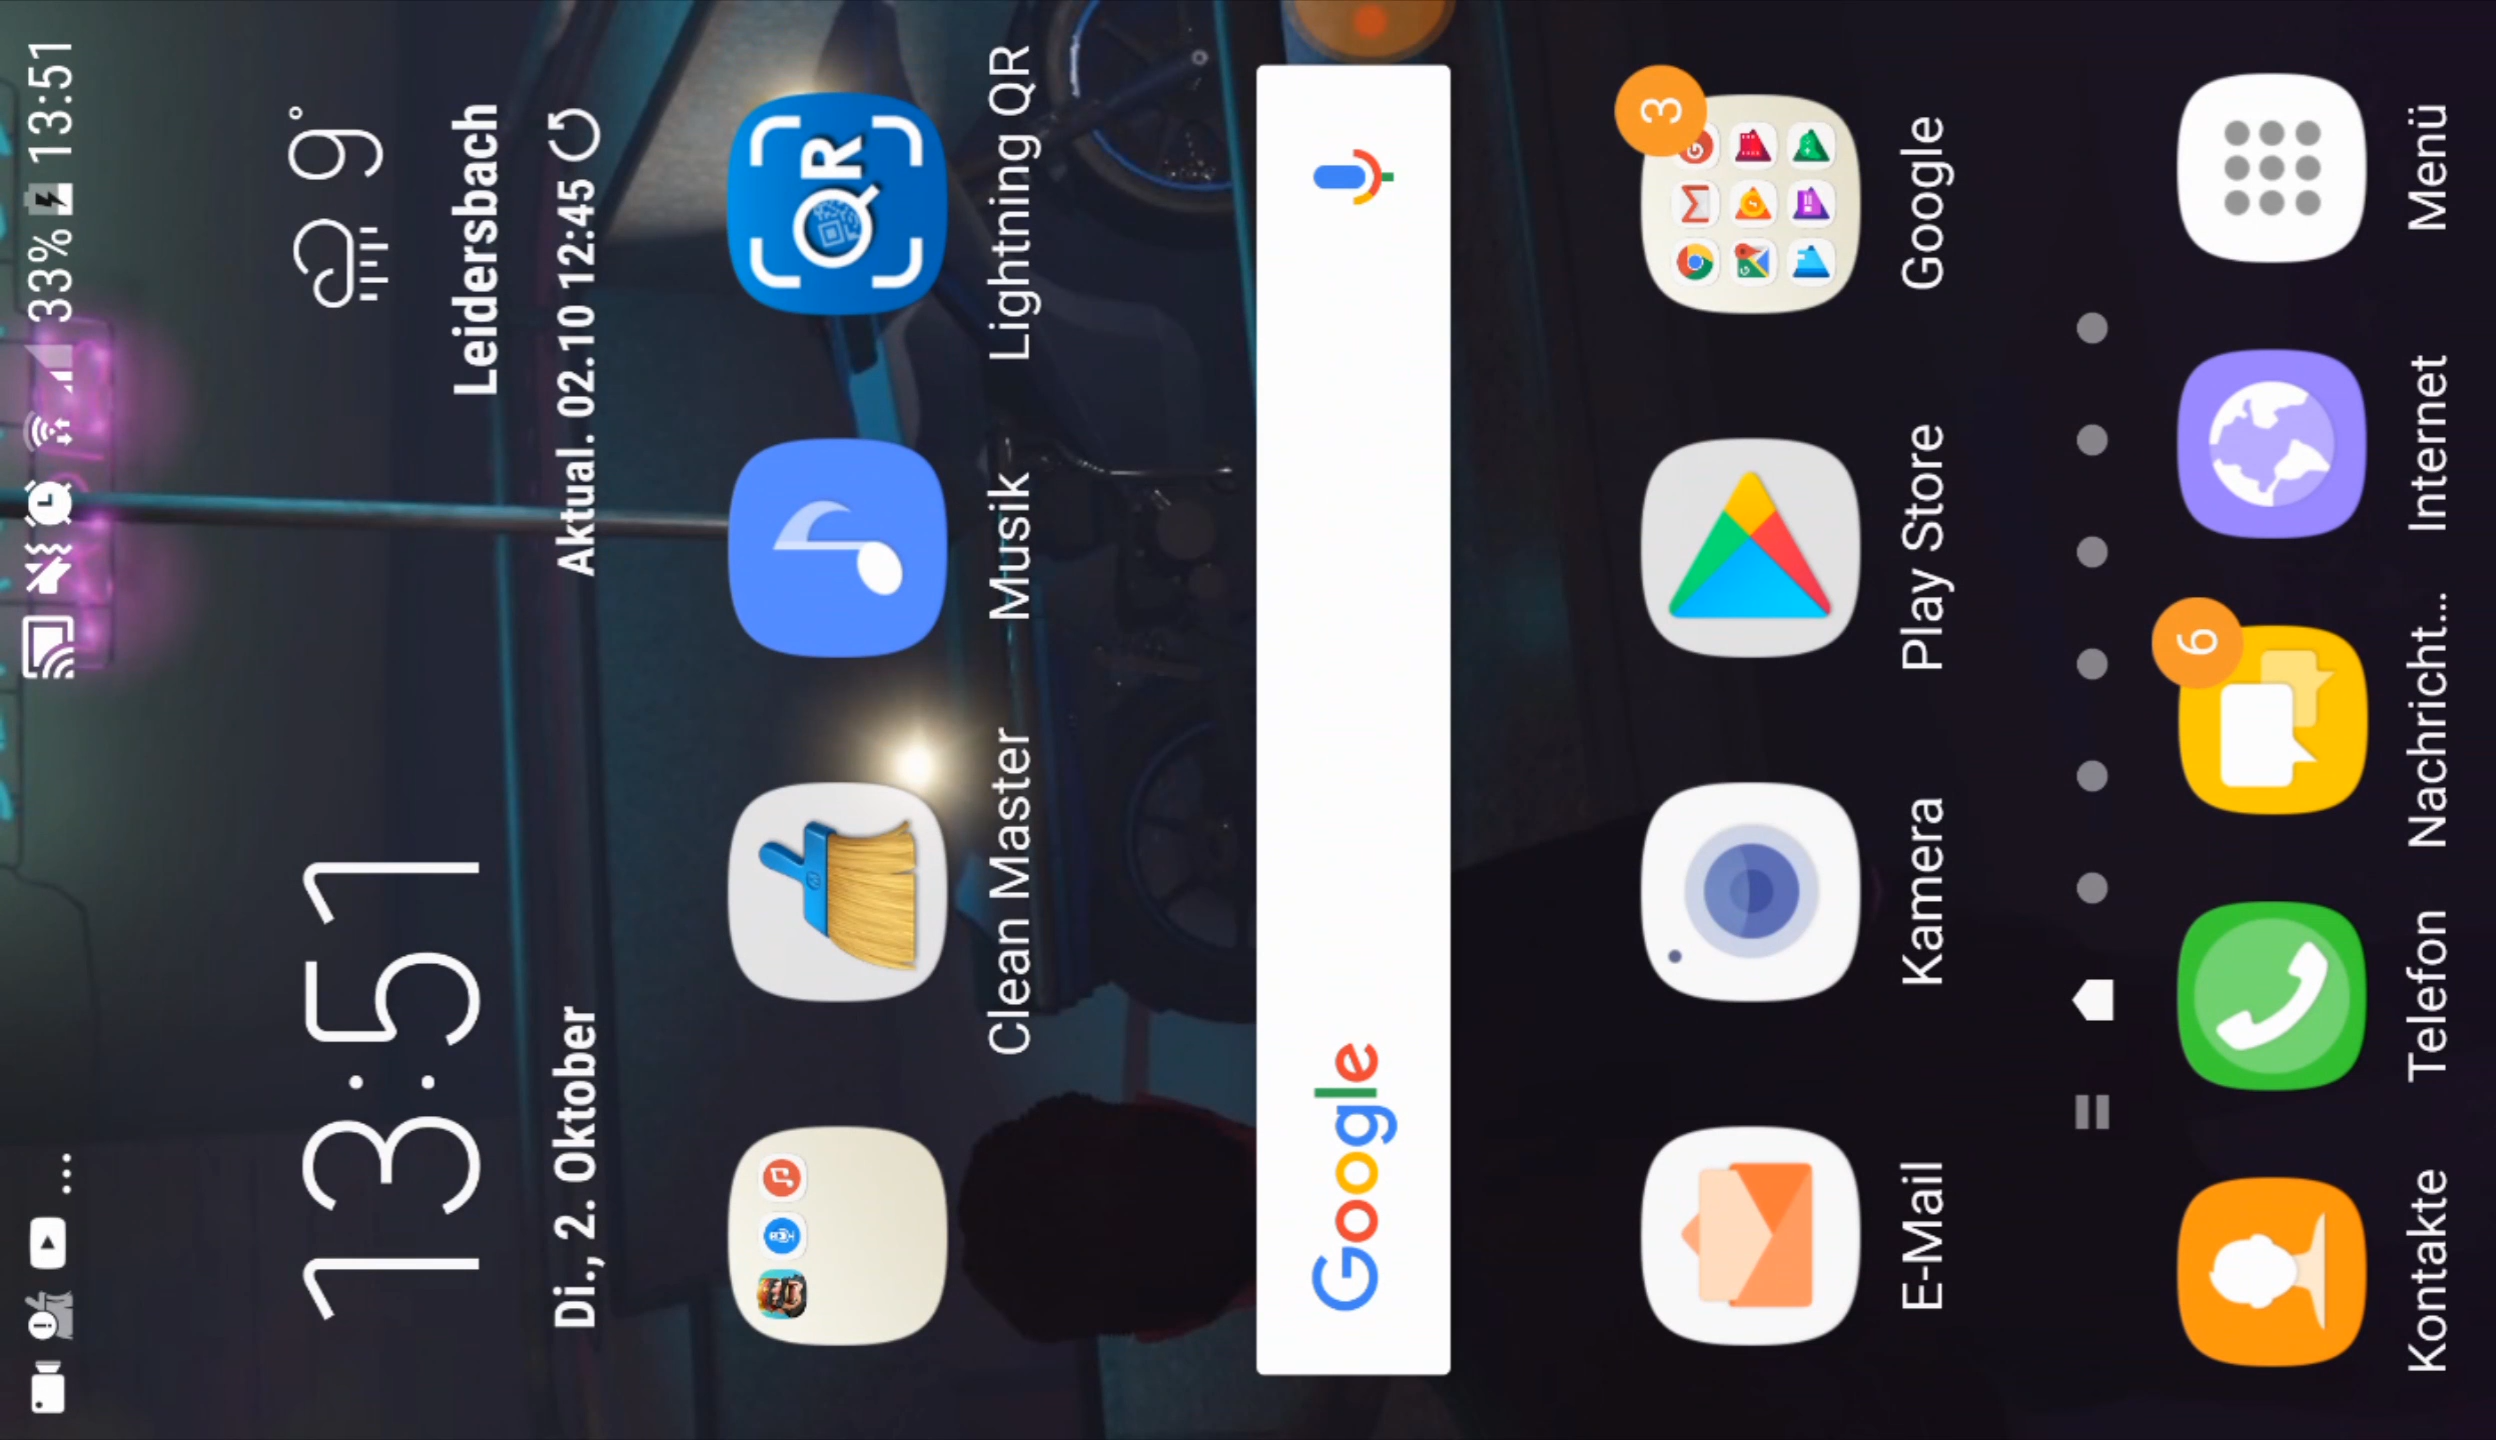 ... 33% 13:51
13:51 9°
Leidersbach
Di., 2. Oktober Aktual. 02.10 12:45
QR
Clean Master Musik Lightning QR
Google
3
E-Mail Kamera Play Store Google
6
Kontakte Telefon Nachricht... Internet Menü